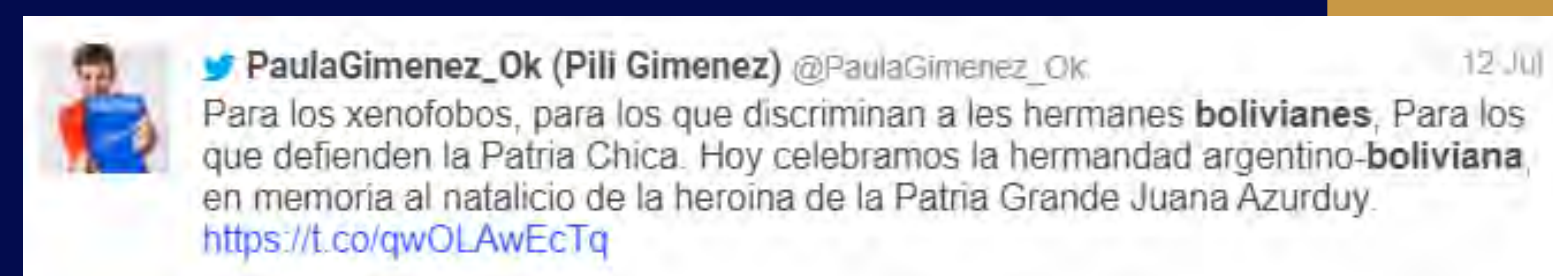 PaulaGimenez_Ok (Pili Gimenez) @PaulaGimenez_Ok 12 Jul
Para los xenofobos, para los que discriminan a les hermanes bolivianes, Para los
que defienden la Patria Chica. Hoy celebramos la hermandad argentino-boliviana,
en memoria al natalicio de la heroina de la Patria Grande Juana Azurduy.
https://t.co/qwOLAwEcTq